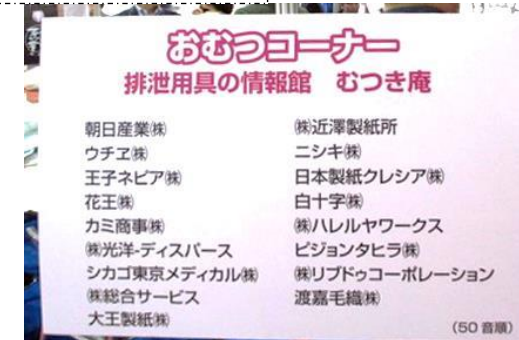 おむつコーナー
排泄用具の情報館　むつき庵
朝日産業㈱
ウチヱ㈱
王子ネピア㈱
花王㈱
カミ商事㈱
㈱光洋-ディスパース
シカゴ東京メディカル㈱
㈱総合サービス
大王製紙㈱
㈱近澤製紙所
ニシキ㈱
日本製紙クレシア㈱
白十字㈱
㈱ハレルヤワークス
ピジョンタヒラ㈱
㈱リブドゥコーポレーション
渡嘉毛織㈱
（50音順）